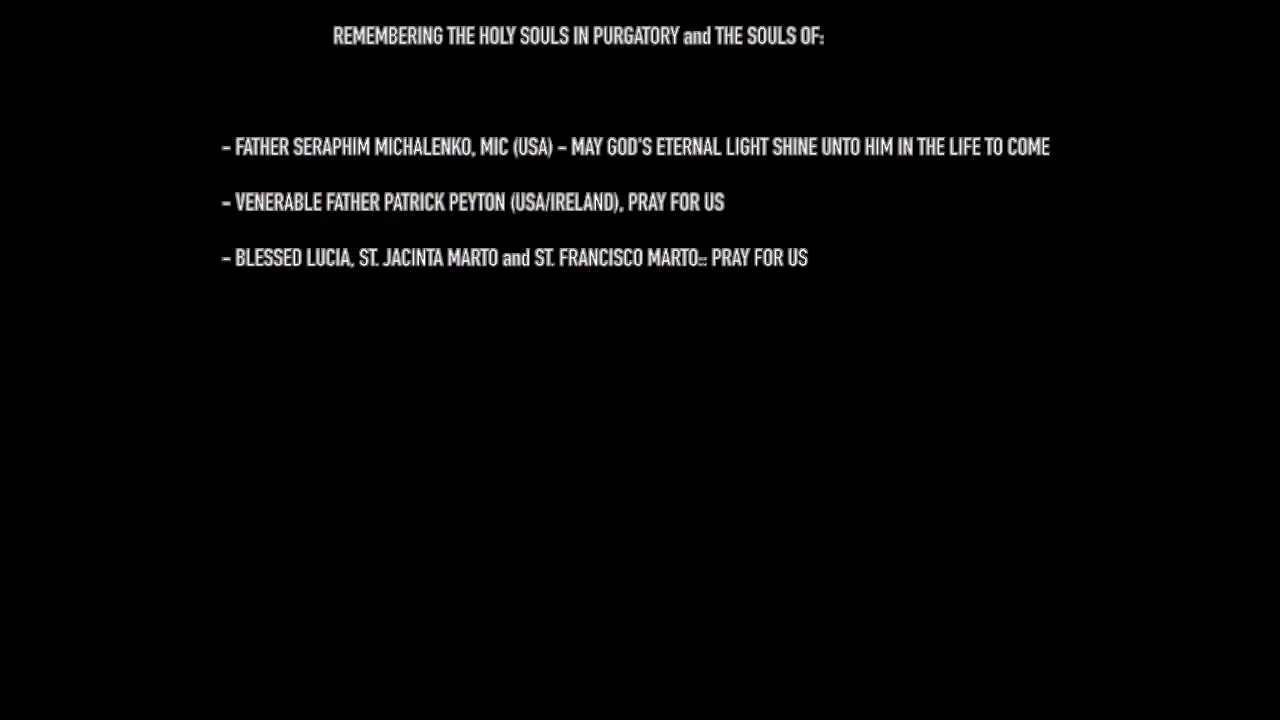 REMEMBERING THE HOLY SOULS IN PURGATORY and THE SOULS OF:
– FATHER SERAPHIM MICHALENKO, MIC (USA) – MAY GOD'S ETERNAL LIGHT SHINE UNTO HIM IN THE LIFE TO COME
– VENERABLE FATHER PATRICK PEYTON (USA/IRELAND), PRAY FOR US
– BLESSED LUCIA, ST. JACINTA MARTO and ST. FRANCISCO MARTO:: PRAY FOR US